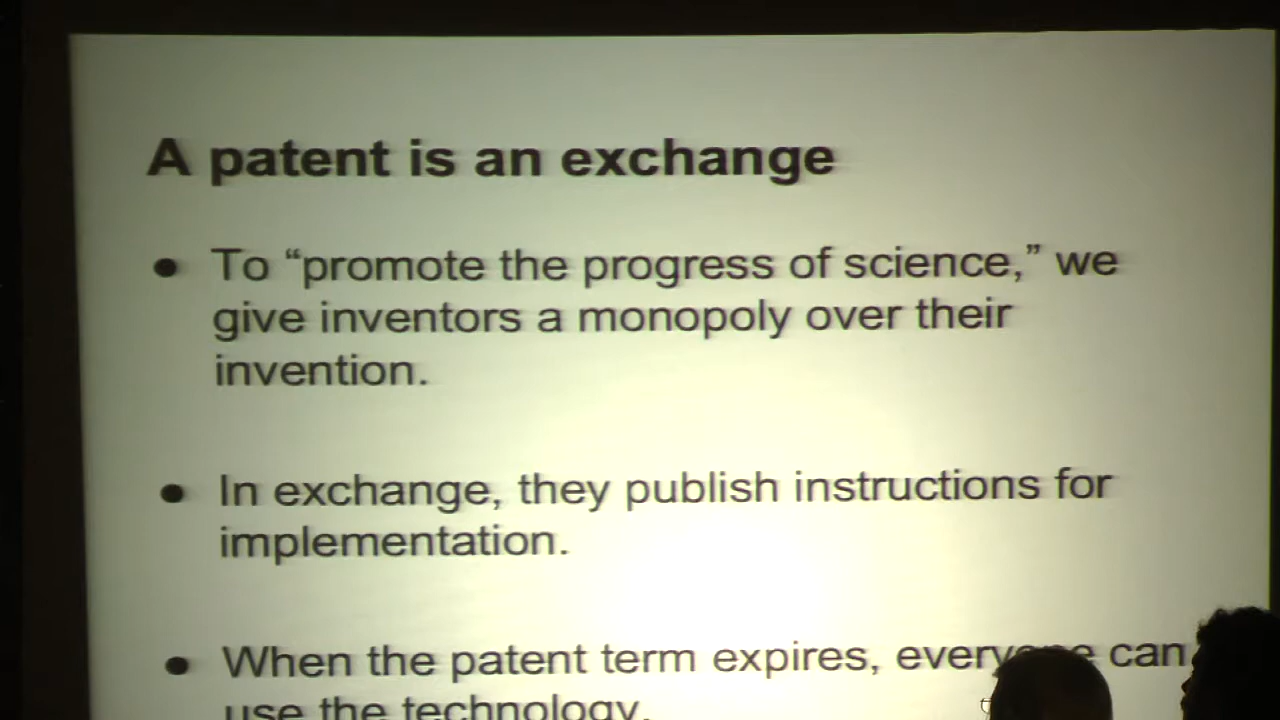 A patent is an exchange
● To “promote the progress of science,” we
give inventors a monopoly over their
invention.
● In exchange, they publish instructions for
implementation.
● When the patent term expires, everyone can
use the technology.